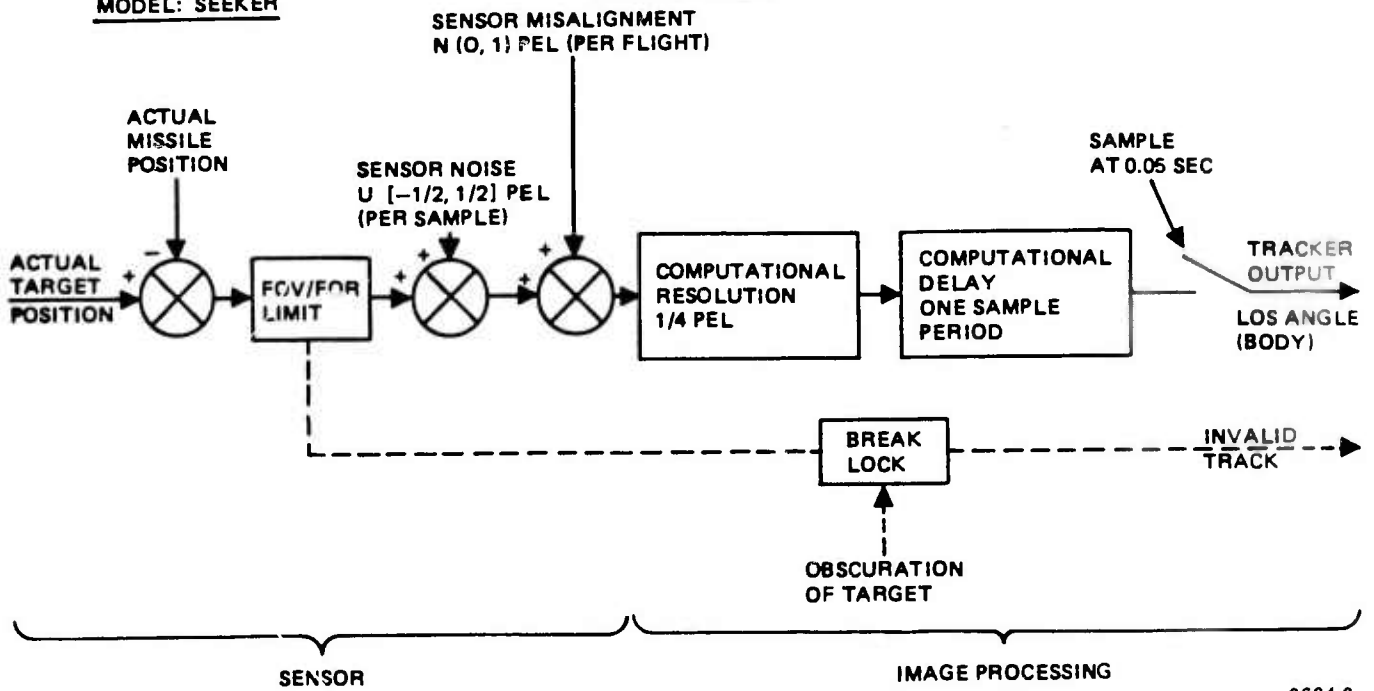 MODEL: SEEKER
SENSOR MISALIGNMENT
N (0, 1) PEL (PER FLIGHT)
ACTUAL
MISSILE
POSITION
SENSOR NOISE
U [−1/2, 1/2] PEL
(PER SAMPLE)
SAMPLE
AT 0.05 SEC
ACTUAL
TARGET
POSITION
+
−
FOV/FOR
LIMIT
+
+
+
+
COMPUTATIONAL
RESOLUTION
1/4 PEL
COMPUTATIONAL
DELAY
ONE SAMPLE
PERIOD
TRACKER
OUTPUT
LOS ANGLE
(BODY)
BREAK
LOCK
INVALID
TRACK
OBSCURATION
OF TARGET
SENSOR
IMAGE PROCESSING